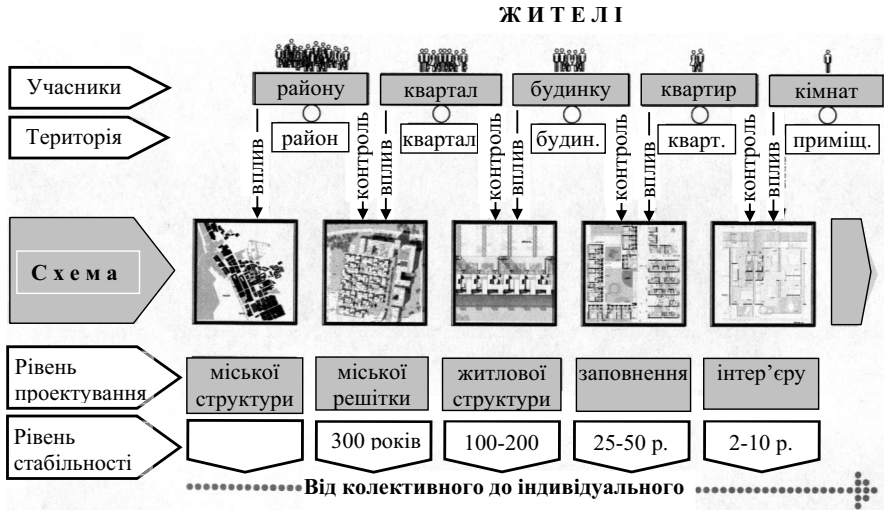 Ж И Т Е Л І
Учасники
району
квартал
будинку
квартир
кімнат
Територія
район
квартал
будин.
кварт.
приміщ.
вплив
контроль
вплив
контроль
вплив
контроль
вплив
контроль
вплив
С х е м а
Рівень
проектування
міської
структури
міської
решітки
житлової
структури
заповнення
інтер’єру
Рівень
стабільності
300 років
100-200
25-50 р.
2-10 р.
Від колективного до індивідуального